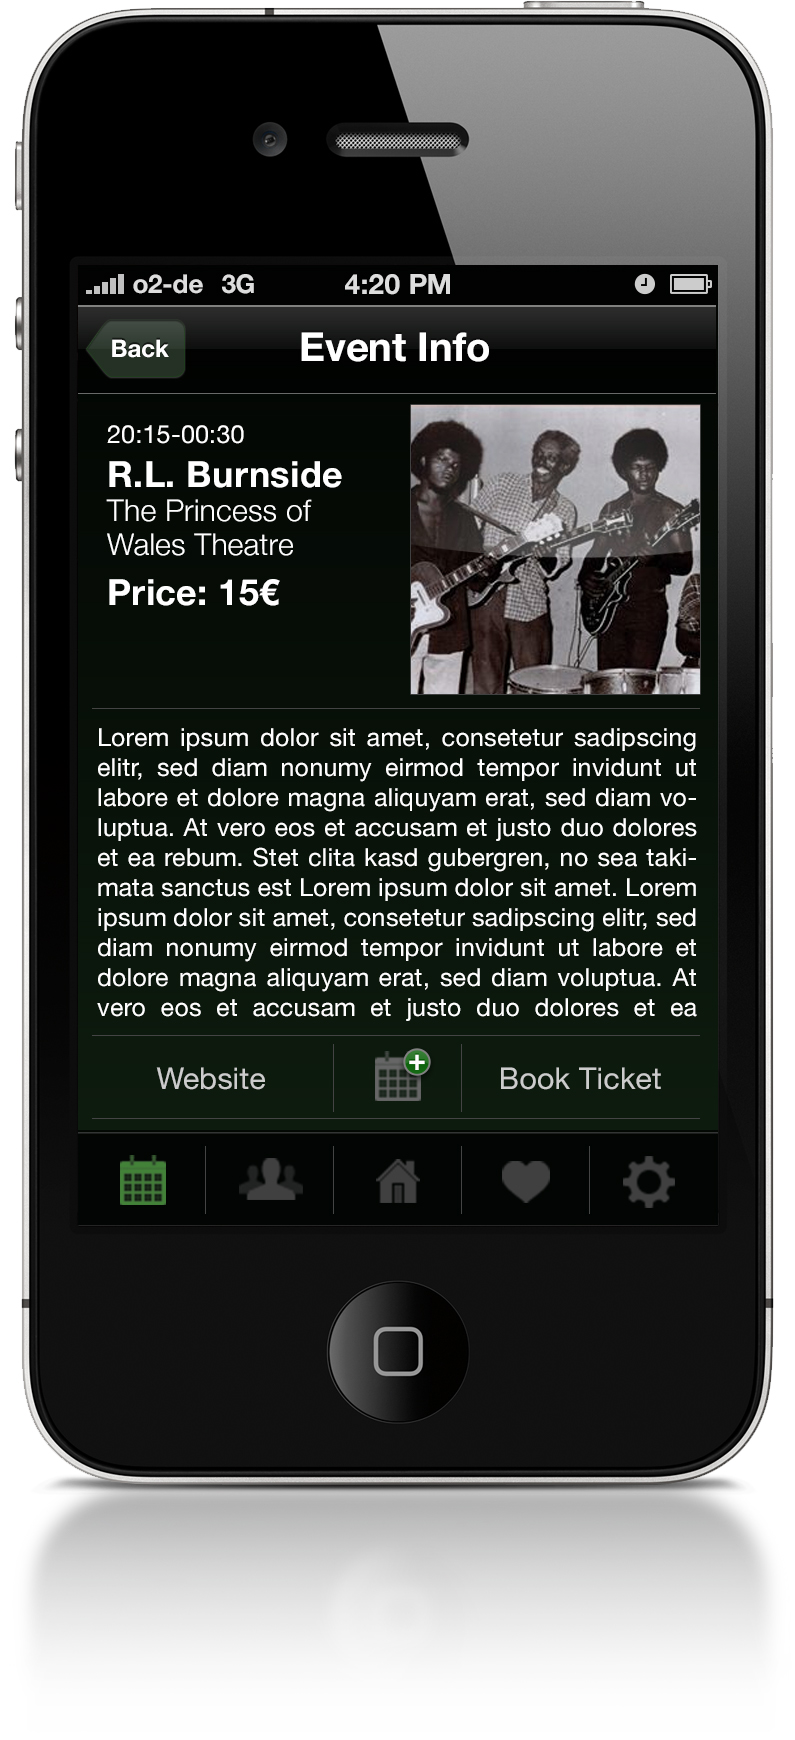 o2-de 3G 4:20 PM
Back
Event Info
20:15-00:30
R.L. Burnside
The Princess of
Wales Theatre
Price: 15€
Lorem ipsum dolor sit amet, consetetur sadipscing
elitr, sed diam nonumy eirmod tempor invidunt ut
labore et dolore magna aliquyam erat, sed diam vo-
luptua. At vero eos et accusam et justo duo dolores
et ea rebum. Stet clita kasd gubergren, no sea taki-
mata sanctus est Lorem ipsum dolor sit amet. Lorem
ipsum dolor sit amet, consetetur sadipscing elitr, sed
diam nonumy eirmod tempor invidunt ut labore et
dolore magna aliquyam erat, sed diam voluptua. At
vero eos et accusam et justo duo dolores et ea
Website
Book Ticket